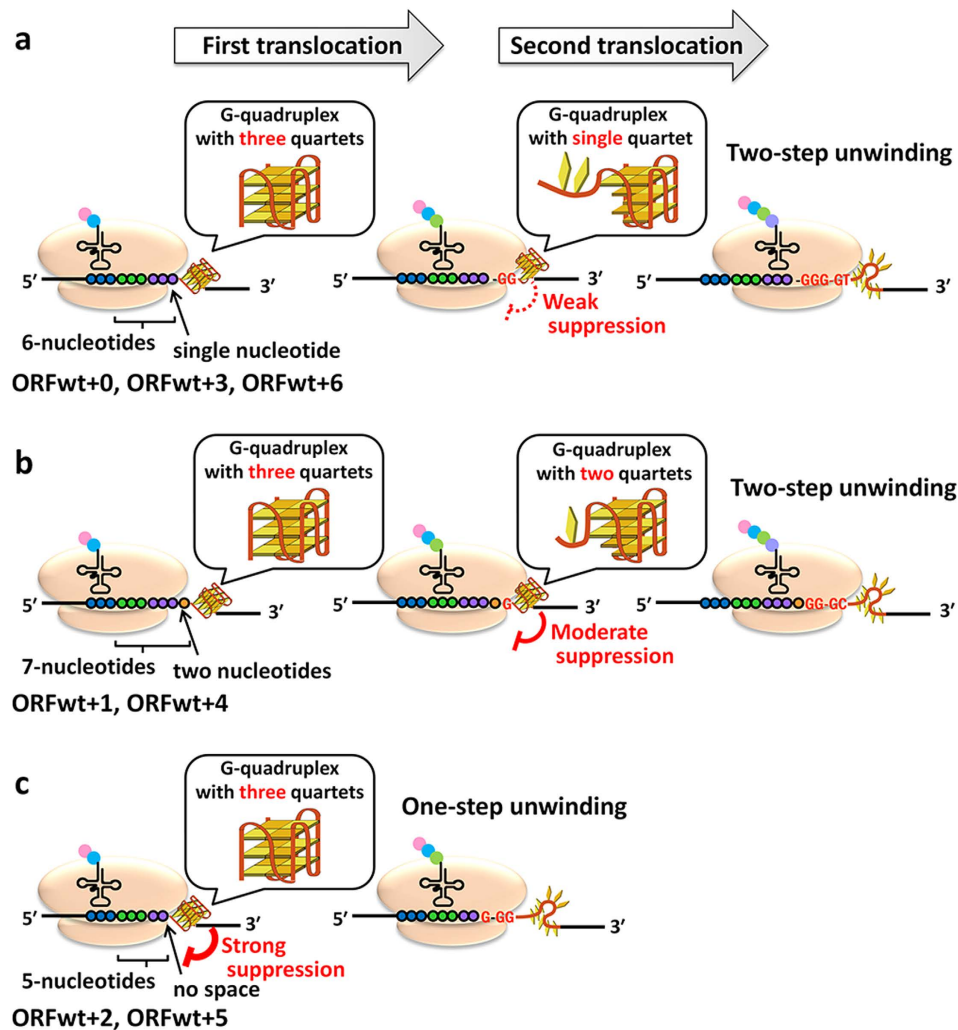 a
First translocation
Second translocation
G-quadruplex
with three quartets
G-quadruplex
with single quartet
Two-step unwinding
5′
3′
5′
-GG
3′
5′
-GGG-GT
3′
Weak
suppression
6-nucleotides
single nucleotide
ORFwt+0, ORFwt+3, ORFwt+6
b
G-quadruplex
with three quartets
G-quadruplex
with two quartets
Two-step unwinding
5′
3′
5′
G
3′
5′
GG-GC
3′
Moderate
suppression
7-nucleotides
two nucleotides
ORFwt+1, ORFwt+4
c
G-quadruplex
with three quartets
One-step unwinding
5′
3′
5′
G-GG
3′
Strong
suppression
5-nucleotides
no space
ORFwt+2, ORFwt+5